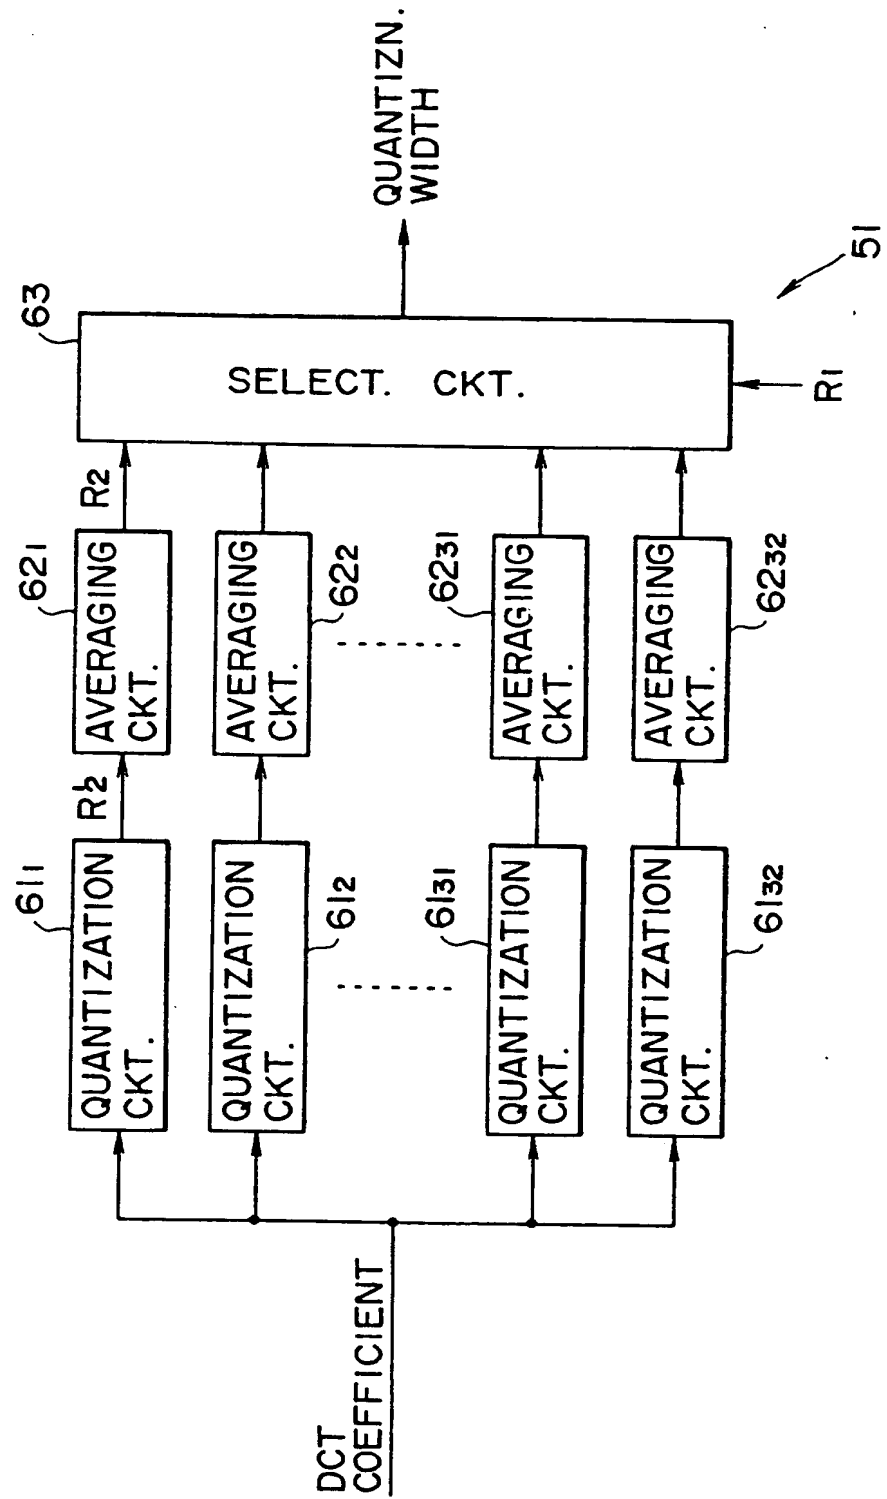 DCT
COEFFICIENT
611
QUANTIZATION
CKT.
R'2
621
AVERAGING
CKT.
R2
612
QUANTIZATION
CKT.
622
AVERAGING
CKT.
6131
QUANTIZATION
CKT.
6231
AVERAGING
CKT.
6132
QUANTIZATION
CKT.
6232
AVERAGING
CKT.
63
SELECT. CKT.
R1
QUANTIZN.
WIDTH
51